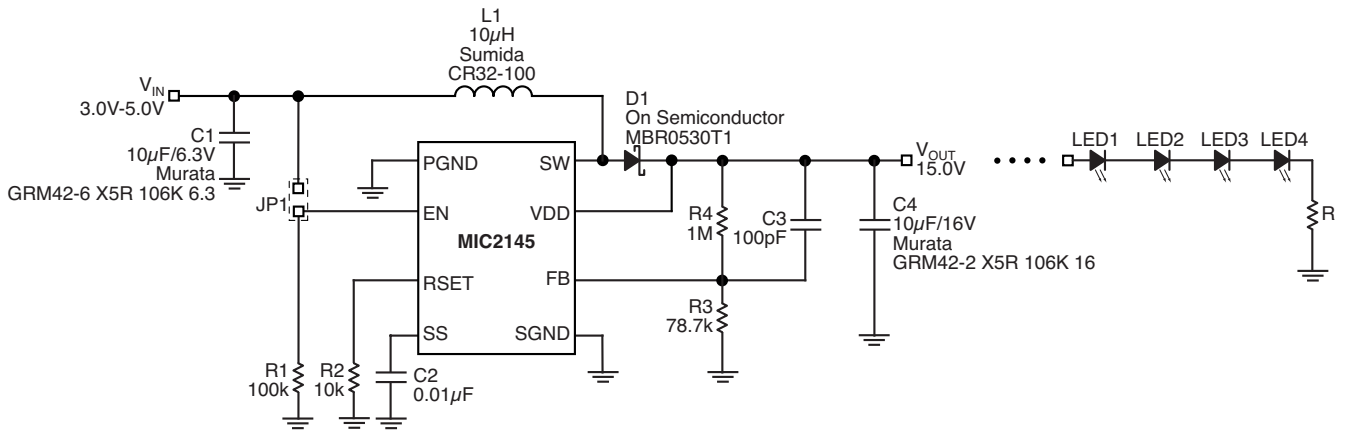 L1
10µH
Sumida
CR32-100
VIN
3.0V-5.0V
C1
10µF/6.3V
Murata
GRM42-6 X5R 106K 6.3
D1
On Semiconductor
MBR0530T1
PGND
SW
VOUT
15.0V
LED1
LED2
LED3
LED4
JP1
EN
VDD
MIC2145
R4
1M
C3
100pF
C4
10µF/16V
Murata
GRM42-2 X5R 106K 16
R
RSET
FB
R3
78.7k
SS
SGND
R1
100k
R2
10k
C2
0.01µF